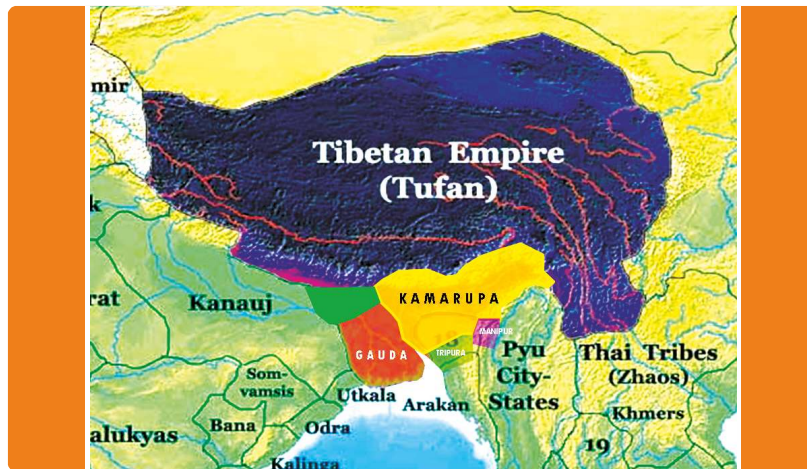 mir
Tibetan Empire
(Tufan)
k
rat
Kanauj
KAMARUPA
MANIPUR
GAUDA
TRIPURA
Pyu
City-
States
Thai Tribes
(Zhaos)
Som-
vamsis
Utkala
Arakan
Khmers
alukyas
Bana
Odra
19
Kalinga